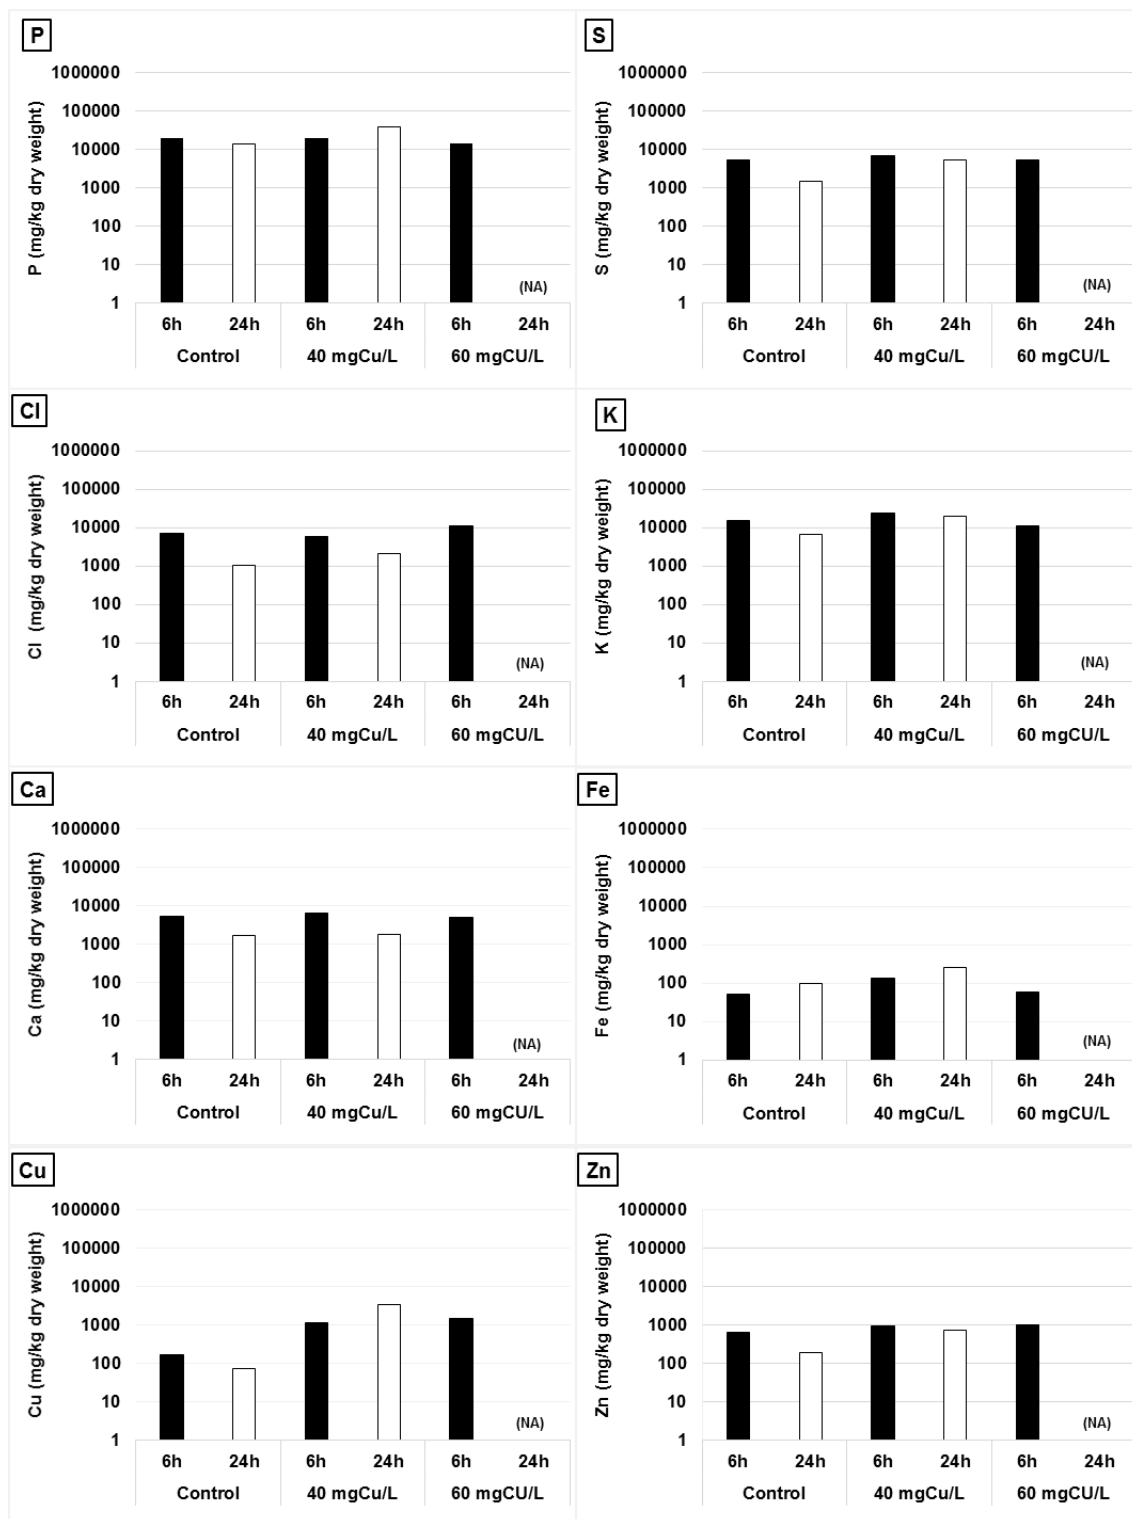 P
P (mg/kg dry weight)
1000000
100000
10000
1000
100
10
1
(NA)
6h 24h 6h 24h 6h 24h
Control 40 mgCu/L 60 mgCU/L
S
S (mg/kg dry weight)
1000000
100000
10000
1000
100
10
1
(NA)
6h 24h 6h 24h 6h 24h
Control 40 mgCu/L 60 mgCU/L
Cl
Cl (mg/kg dry weight)
1000000
100000
10000
1000
100
10
1
(NA)
6h 24h 6h 24h 6h 24h
Control 40 mgCu/L 60 mgCU/L
K
K (mg/kg dry weight)
1000000
100000
10000
1000
100
10
1
(NA)
6h 24h 6h 24h 6h 24h
Control 40 mgCu/L 60 mgCU/L
Ca
Ca (mg/kg dry weight)
1000000
100000
10000
1000
100
10
1
(NA)
6h 24h 6h 24h 6h 24h
Control 40 mgCu/L 60 mgCU/L
Fe
Fe (mg/kg dry weight)
1000000
100000
10000
1000
100
10
1
(NA)
6h 24h 6h 24h 6h 24h
Control 40 mgCu/L 60 mgCU/L
Cu
Cu (mg/kg dry weight)
1000000
100000
10000
1000
100
10
1
(NA)
6h 24h 6h 24h 6h 24h
Control 40 mgCu/L 60 mgCU/L
Zn
Zn (mg/kg dry weight)
1000000
100000
10000
1000
100
10
1
(NA)
6h 24h 6h 24h 6h 24h
Control 40 mgCu/L 60 mgCU/L